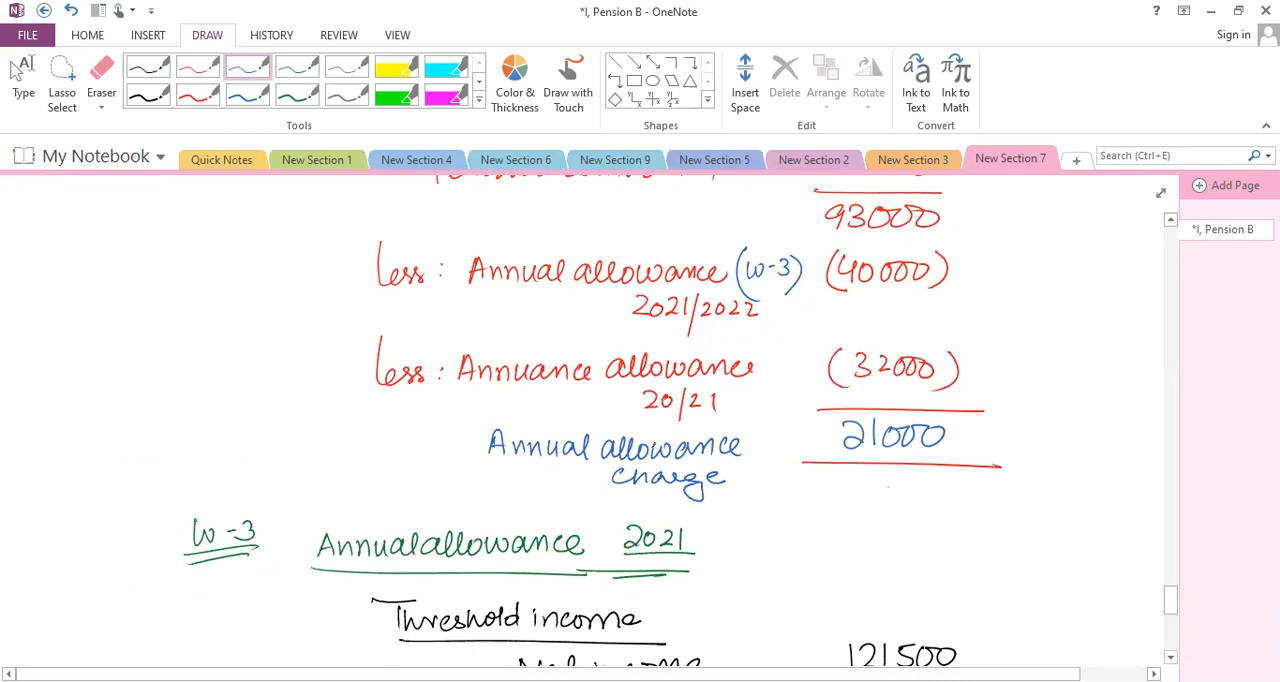 *I, Pension B - OneNote
?
Sign in
FILE HOME INSERT DRAW HISTORY REVIEW VIEW
Type
Lasso Select
Eraser
Color & Thickness
Draw with Touch
Insert Space
Delete
Arrange
Rotate
Ink to Text
Ink to Math
Tools
Shapes
Edit
Convert
My Notebook Quick Notes New Section 1 New Section 4 New Section 6 New Section 9 New Section 5 New Section 2 New Section 3 New Section 7 + Search (Ctrl+E)
Add Page
*I, Pension B
93000
less : Annual allowance (W-3) (40000)
2021/2022
less : Annuance allowance (32000)
20/21
Annual allowance 21000
charge
W-3 Annual allowance 2021
Threshold income
Net income 121500